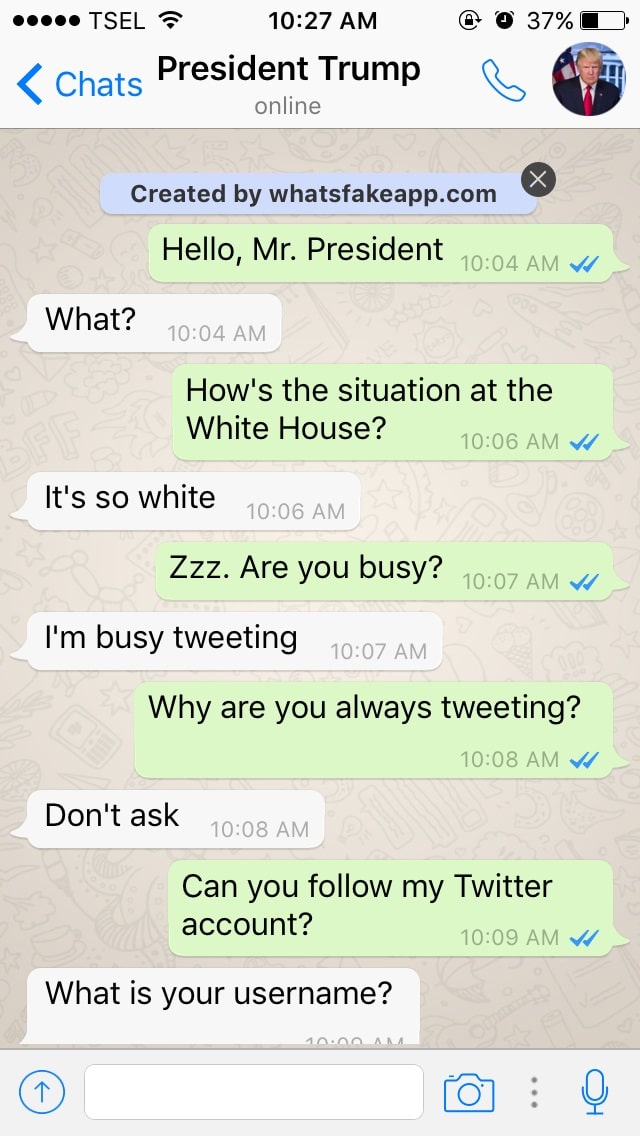 TSEL 10:27 AM 37%
Chats President Trump
online
Created by whatsfakeapp.com
Hello, Mr. President 10:04 AM
What? 10:04 AM
How's the situation at the
White House? 10:06 AM
It's so white 10:06 AM
Zzz. Are you busy? 10:07 AM
I'm busy tweeting 10:07 AM
Why are you always tweeting?
10:08 AM
Don't ask 10:08 AM
Can you follow my Twitter
account? 10:09 AM
What is your username?
10:09 AM